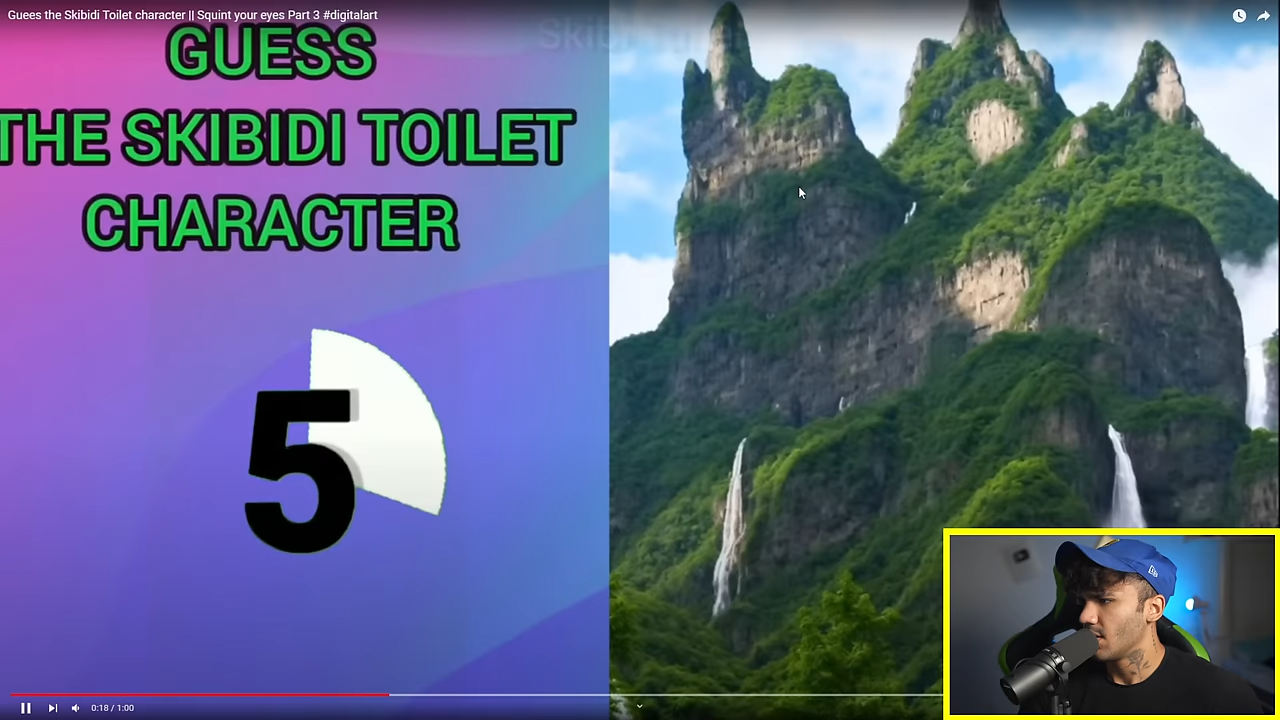 Guees the Skibidi Toilet character || Squint your eyes Part 3 #digitalart
GUESS
THE SKIBIDI TOILET
CHARACTER
5
0:18 / 1:00